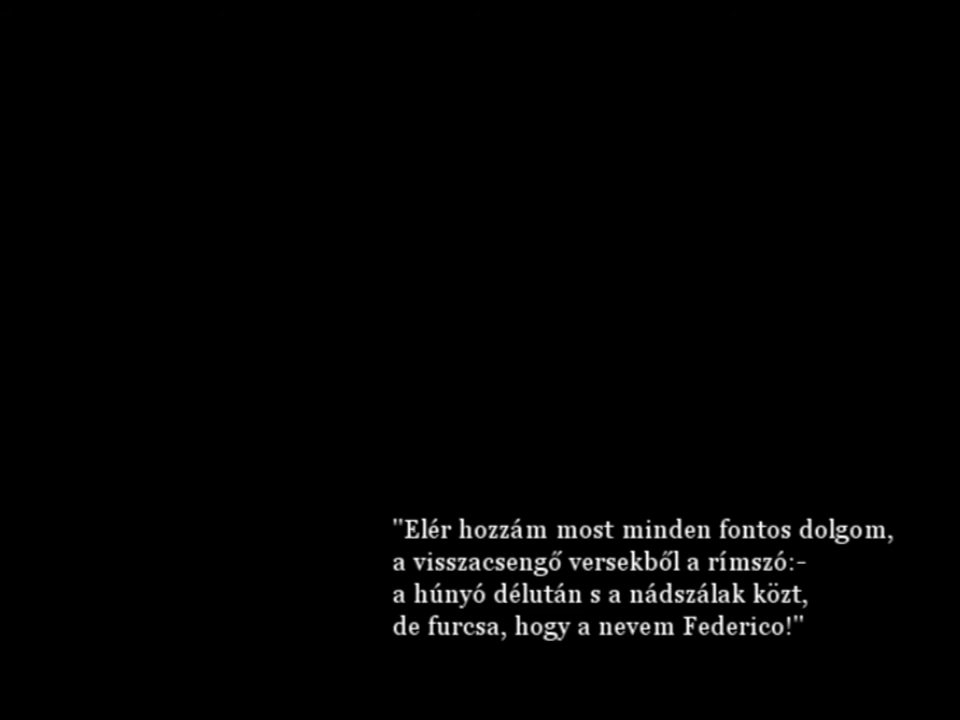 "Elér hozzám most minden fontos dolgom,
a visszacsengő versekből a rímszó:-
a húnyó délután s a nádszálak közt,
de furcsa, hogy a nevem Federico!"